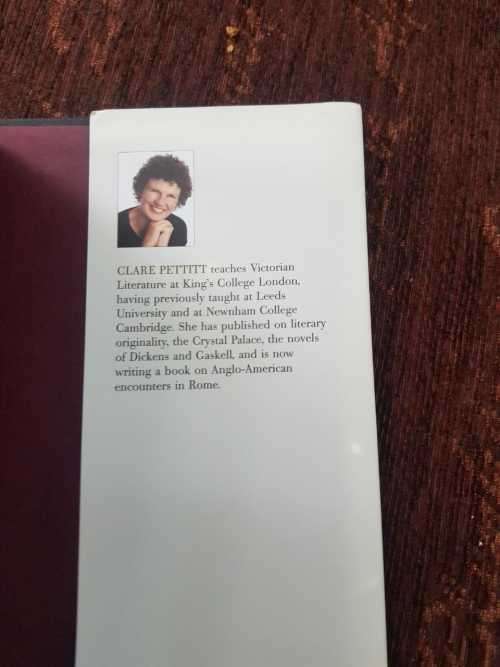 CLARE PETTITT teaches Victorian
Literature at King's College London,
having previously taught at Leeds
University and at Newnham College
Cambridge. She has published on literary
originality, the Crystal Palace, the novels
of Dickens and Gaskell, and is now
writing a book on Anglo-American
encounters in Rome.